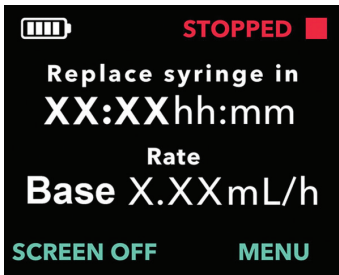 STOPPED
Replace syringe in
XX:XXhh:mm
Rate
Base X.XXmL/h
SCREEN OFF MENU